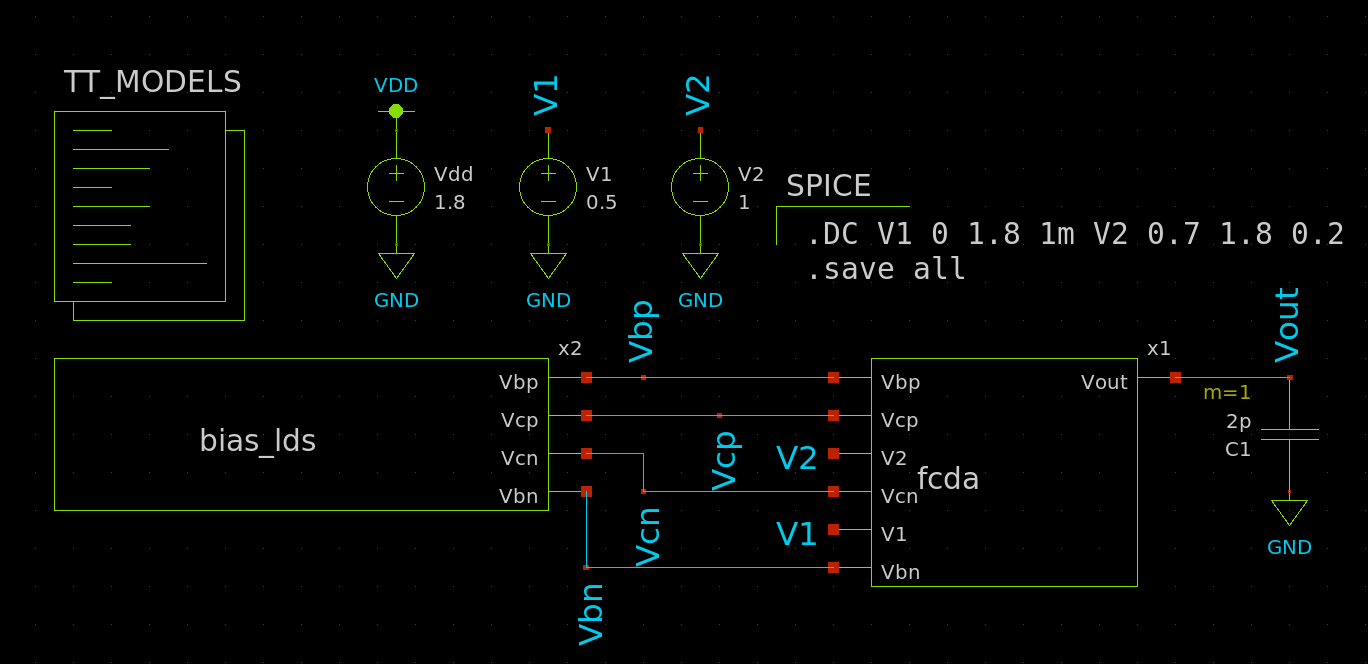 TT_MODELS
VDD
V1
V2
Vdd
1.8
V1
0.5
V2
1
SPICE
.DC V1 0 1.8 1m V2 0.7 1.8 0.2
.save all
GND
GND
GND
Vbp
Vout
x2
x1
bias_lds
Vbp
Vcp
Vcn
Vbn
Vcp
Vcn
Vbn
V2
V1
Vbp
Vcp
V2
Vcn
V1
Vbn
fcda
Vout
m=1
2p
C1
GND